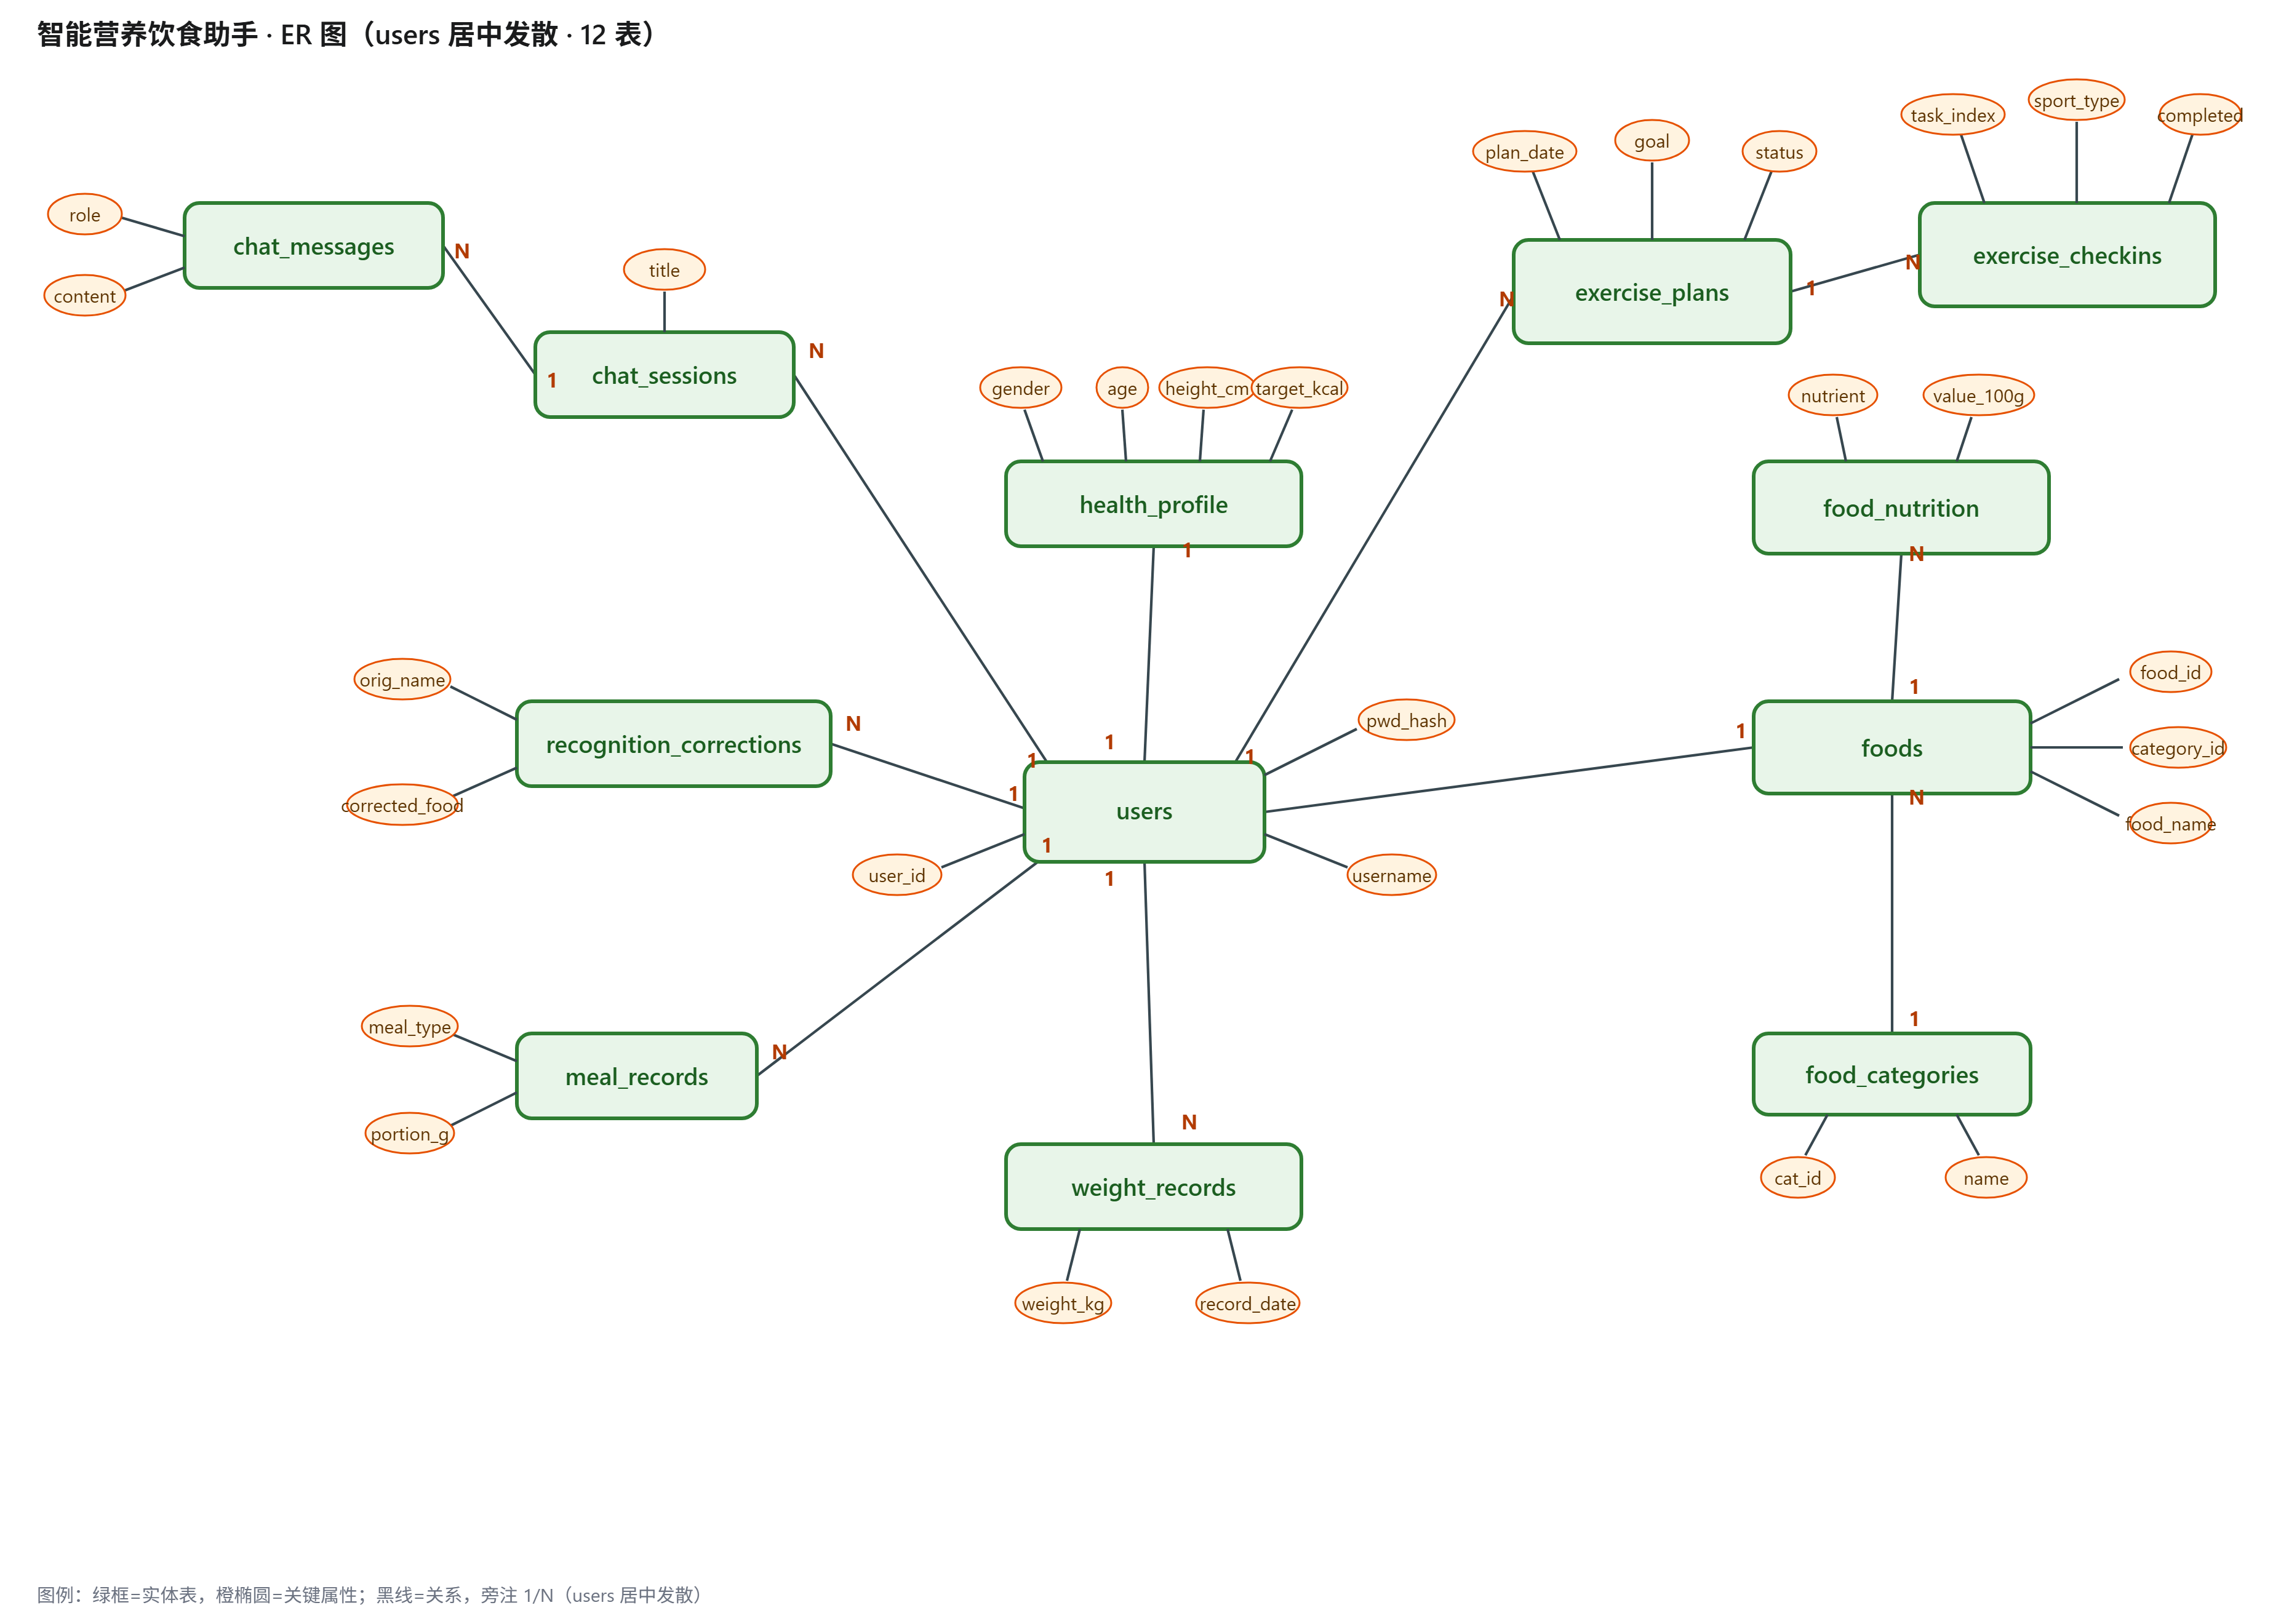 智能营养饮食助手 · ER 图（users 居中发散 · 12 表）
task_index
sport_type
completed
plan_date
goal
status
role
content
chat_messages
N
title
1
chat_sessions
N
N
exercise_plans
1
N
exercise_checkins
gender
age
height_cm
target_kcal
health_profile
1
nutrient
value_100g
food_nutrition
N
orig_name
recognition_corrections
corrected_food
N
1
1
1
1
pwd_hash
users
1
1
user_id
username
1
1
foods
N
food_id
category_id
food_name
meal_type
meal_records
portion_g
N
N
weight_records
weight_kg
record_date
1
food_categories
cat_id
name
图例：绿框=实体表，橙椭圆=关键属性；黑线=关系，旁注 1/N（users 居中发散）